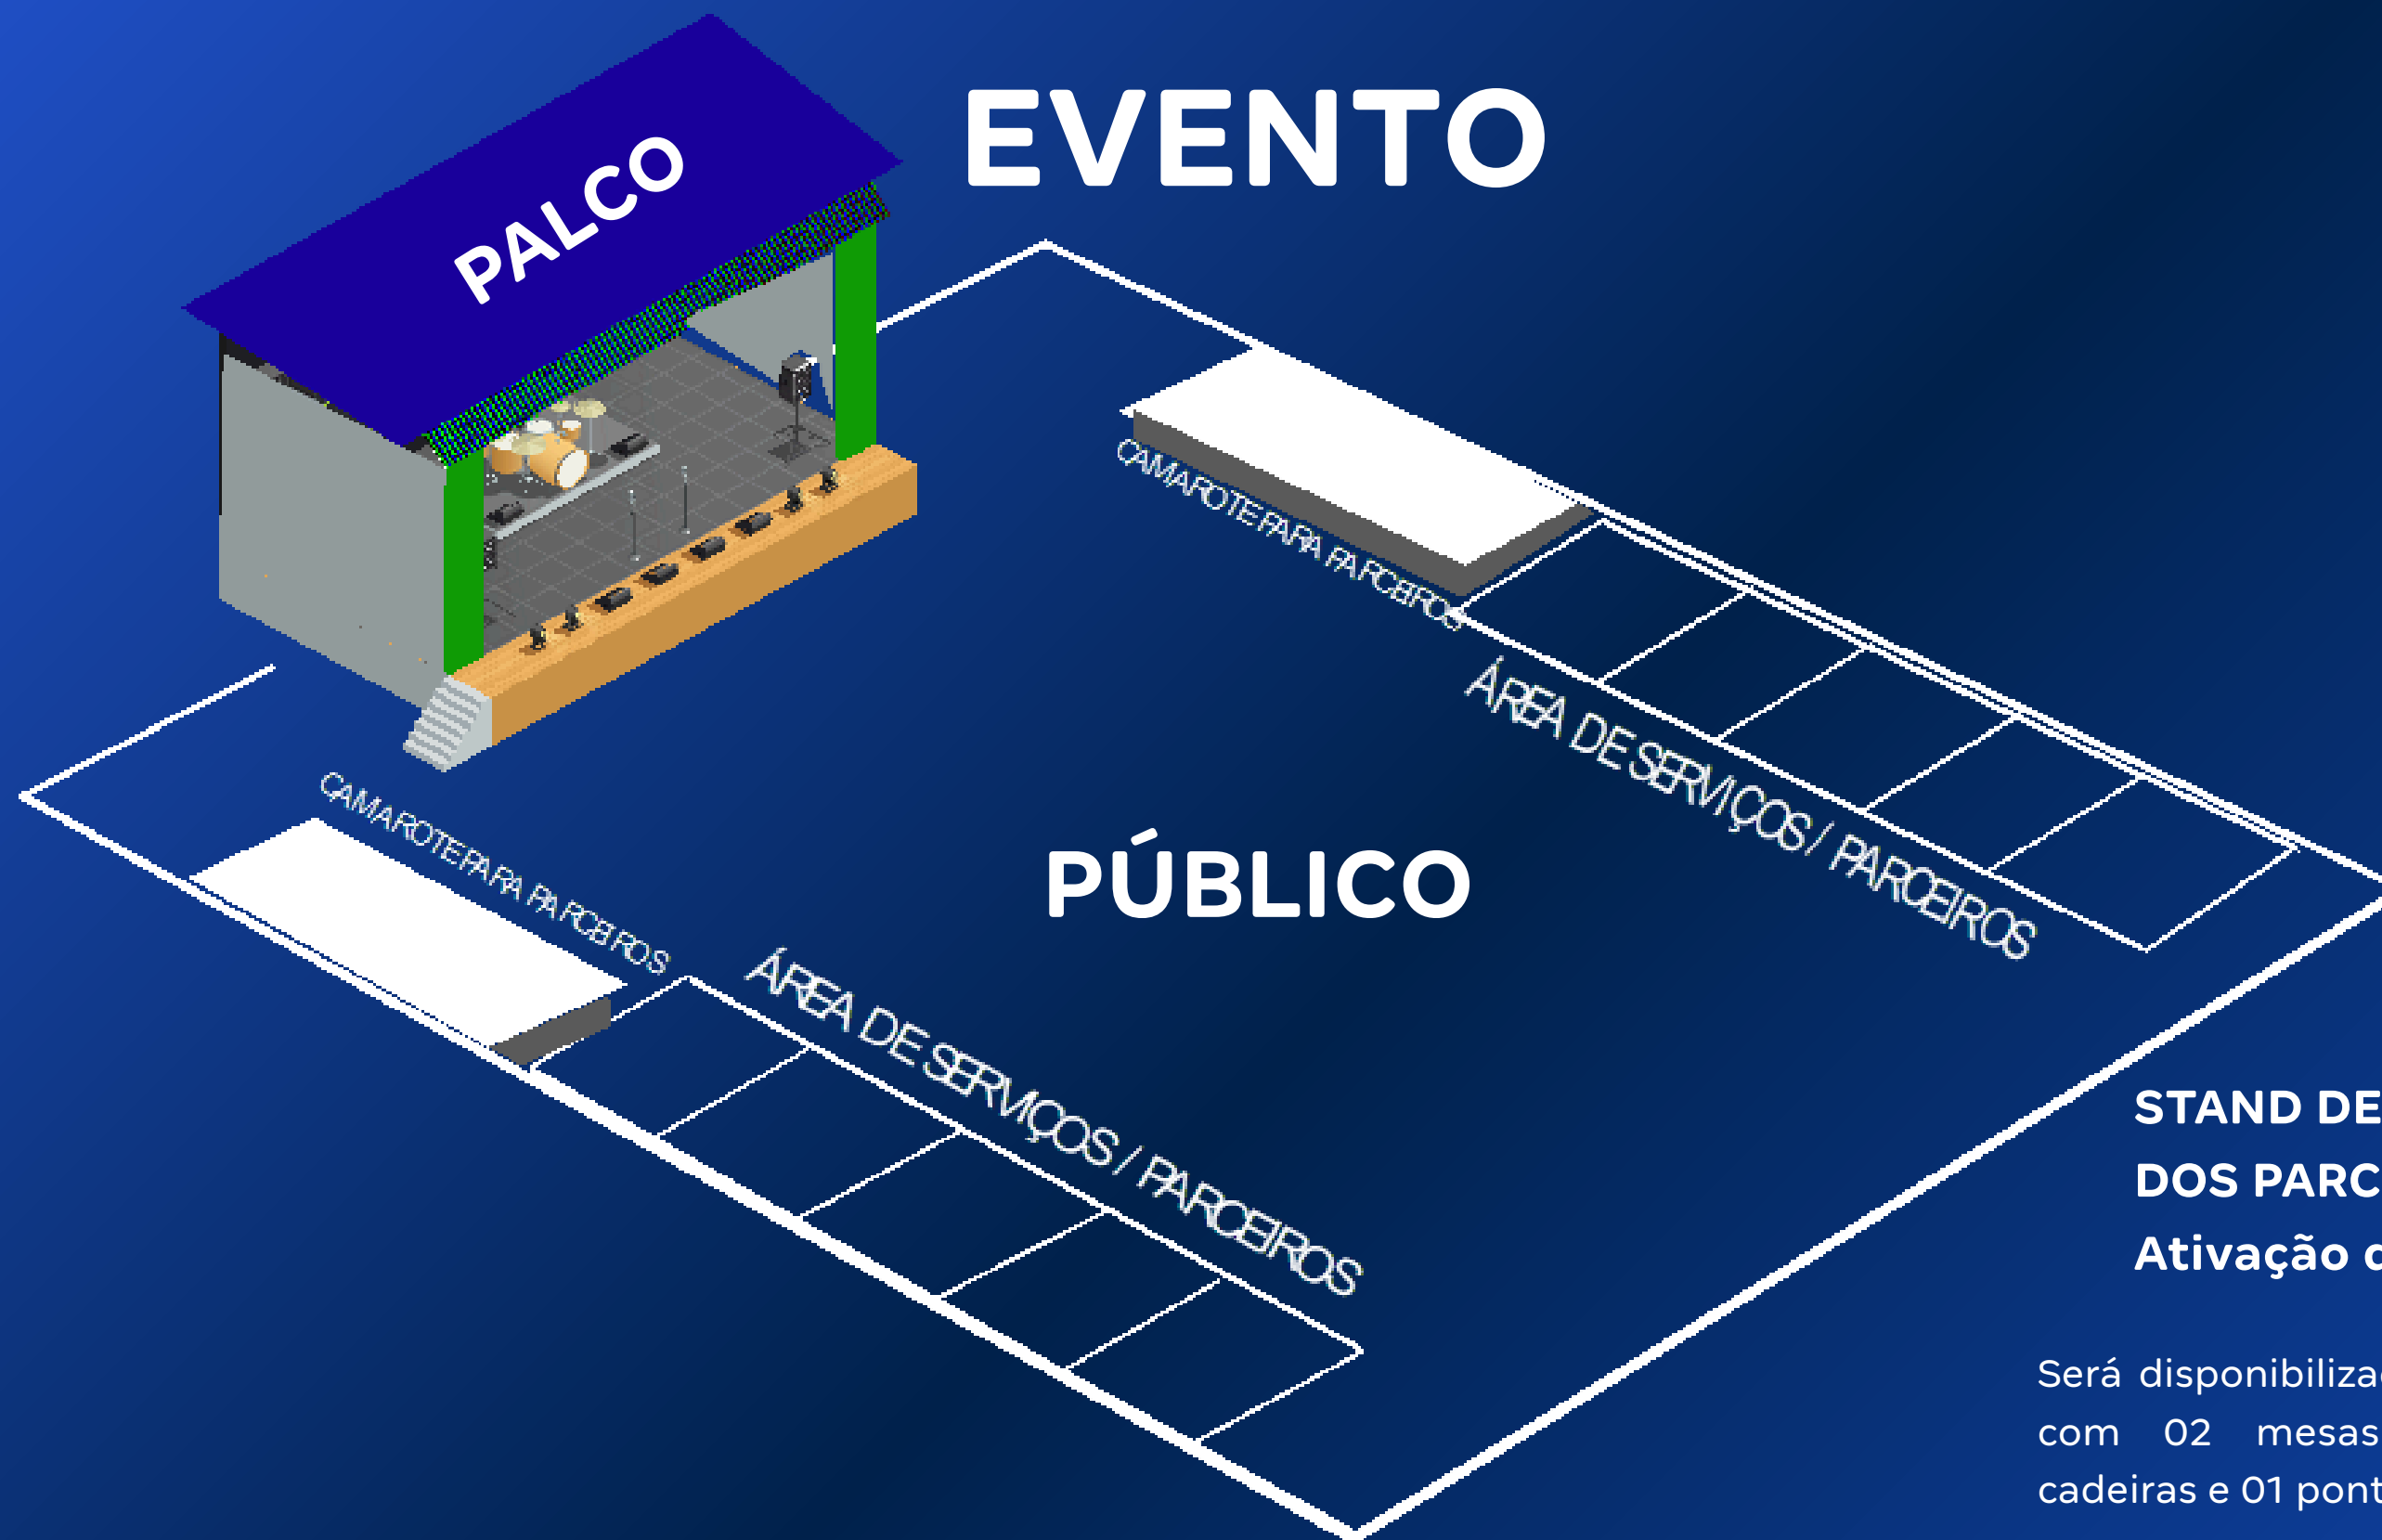 EVENTO
PALCO
CAMAROTE PARA PARCEIROS
ÁREA DE SERVIÇOS / PARCEIROS
PÚBLICO
CAMAROTE PARA PARCEIROS
ÁREA DE SERVIÇOS / PARCEIROS
STAND DE
DOS PARC
Ativação
Será disponibiliza
com 02 mesas
cadeiras e 01 pont